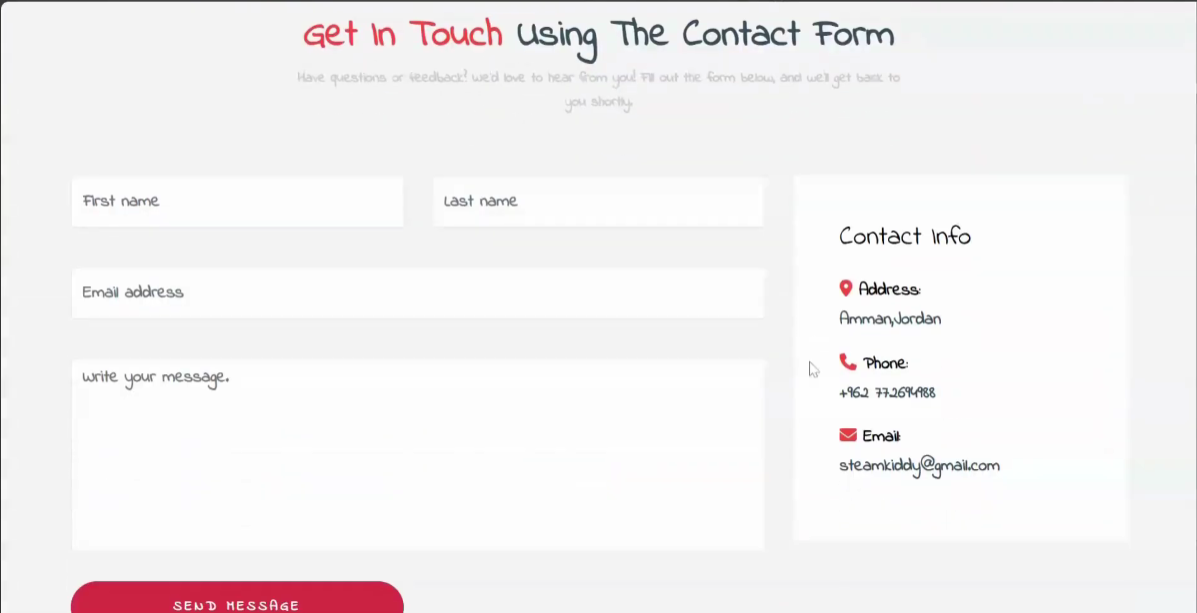 Get In Touch Using The Contact Form
Have questions or feedback? we'd love to hear from you! Fill out the form below, and we'll get back to
you shortly.
First name
Last name
Email address
Write your message.
SEND MESSAGE
Contact Info
Address:
Amman,Jordan
Phone:
+962 772694988
Email:
steamkiddy@gmail.com